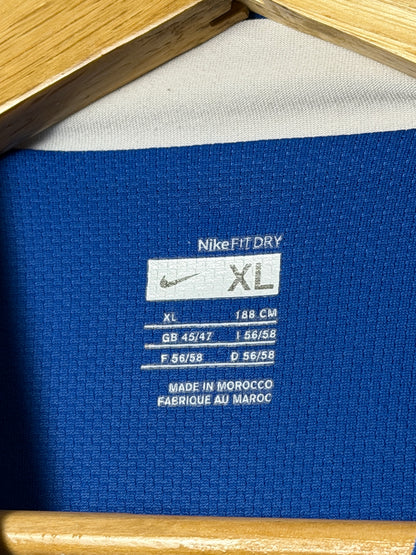 NikeFITDRY
XL
XL 188 CM
GB 45/47 I 56/58
F 56/58 D 56/58
MADE IN MOROCCO
FABRIQUE AU MAROC